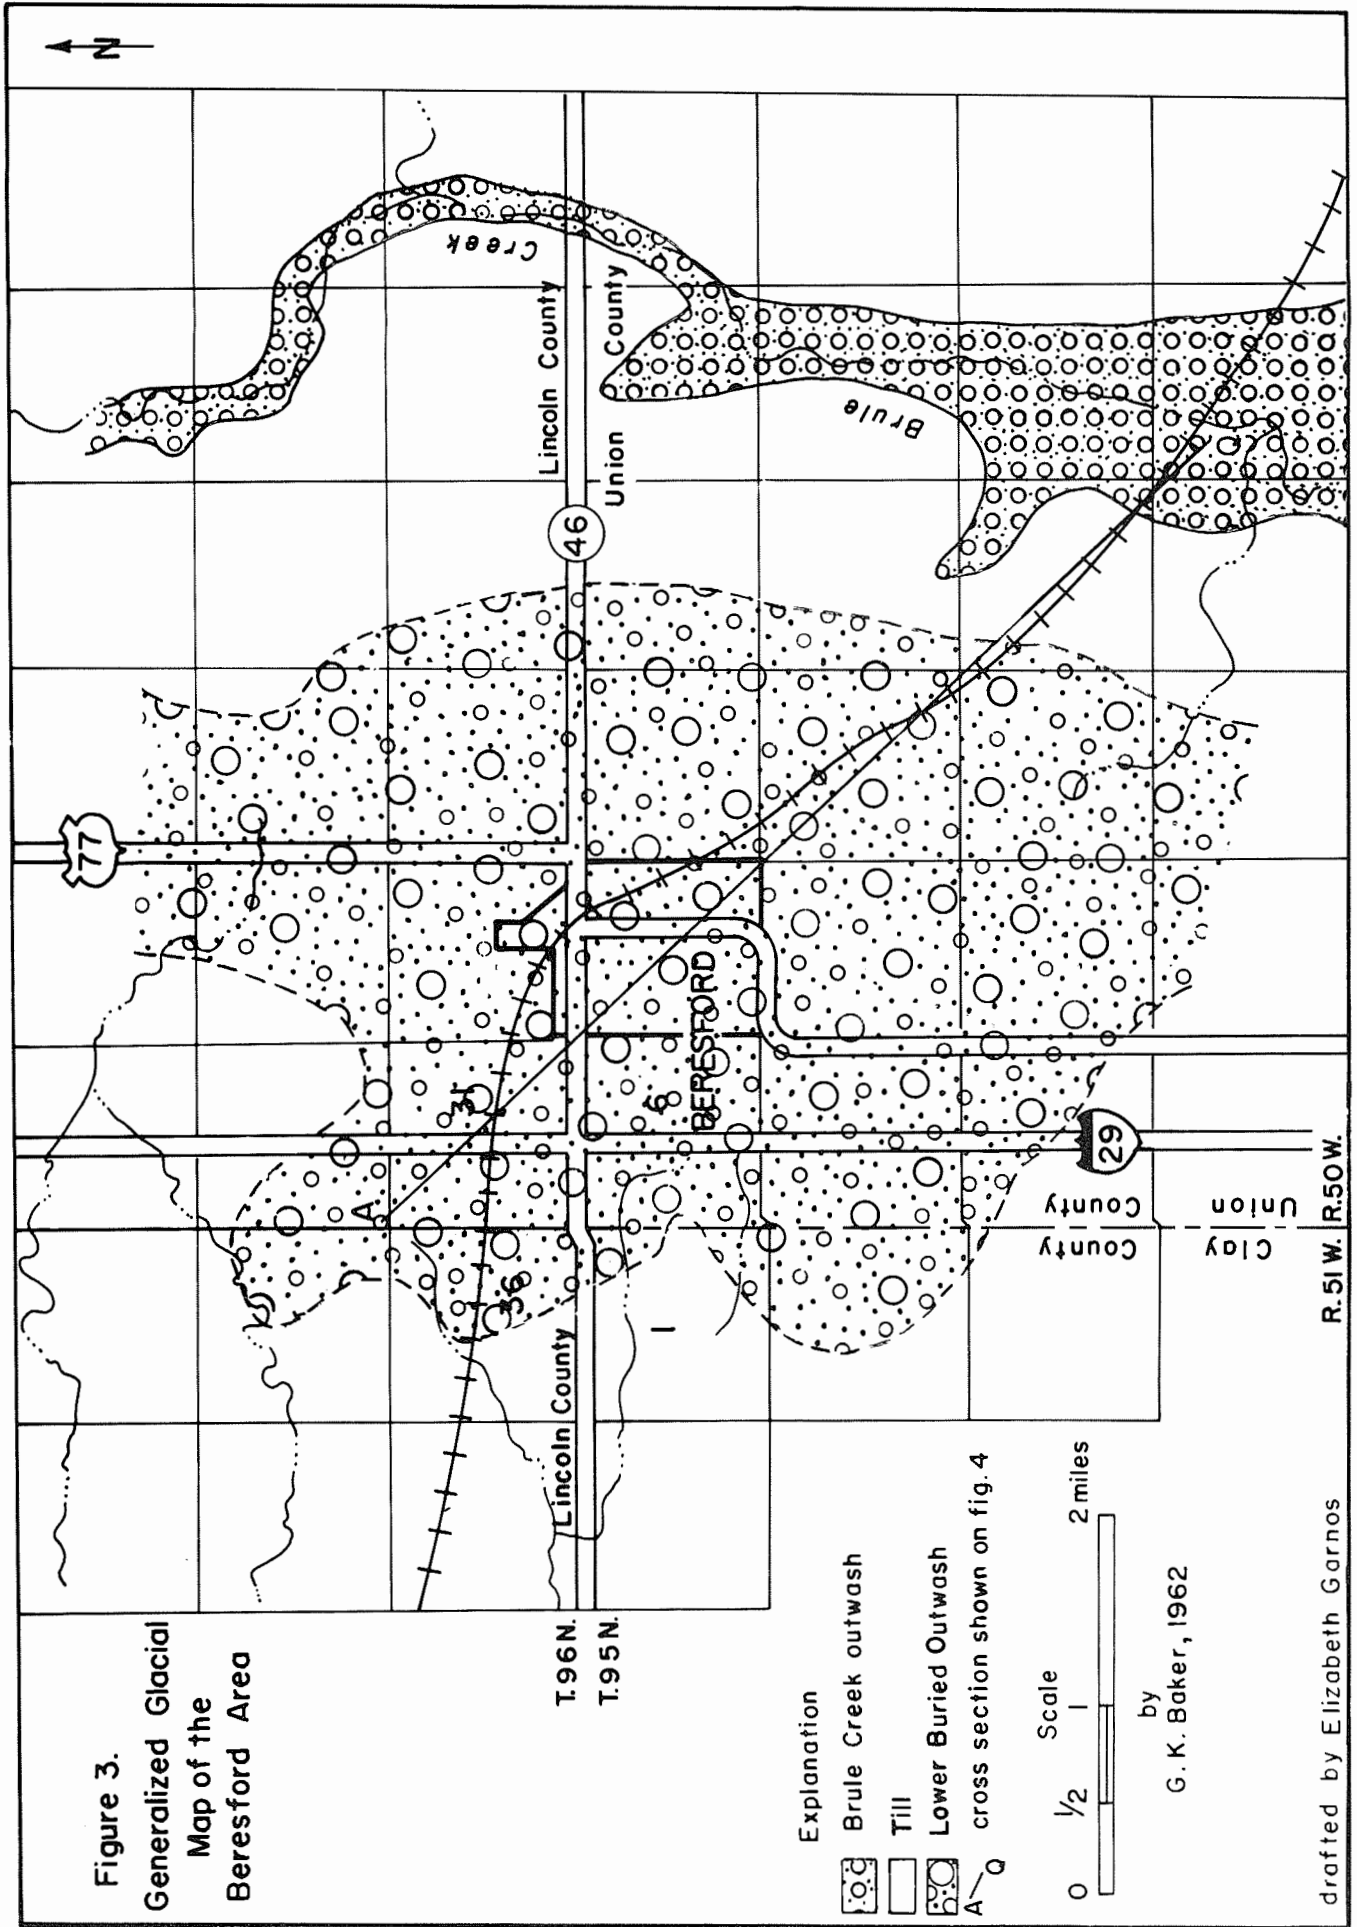 Figure 3.
Generalized Glacial
Map of the
Beresford Area
N
77
46
29
Lincoln County
Union County
Lincoln County
Creek
Brule
BERESFORD
31
36
6
1
A
T.96N.
T.95N.
Clay County
Union County
R.51W. R.50W.
Explanation
Brule Creek outwash
Till
Lower Buried Outwash
A Q cross section shown on fig. 4
Scale
0 1/2 1 2 miles
by
G. K. Baker, 1962
drafted by Elizabeth Garnos